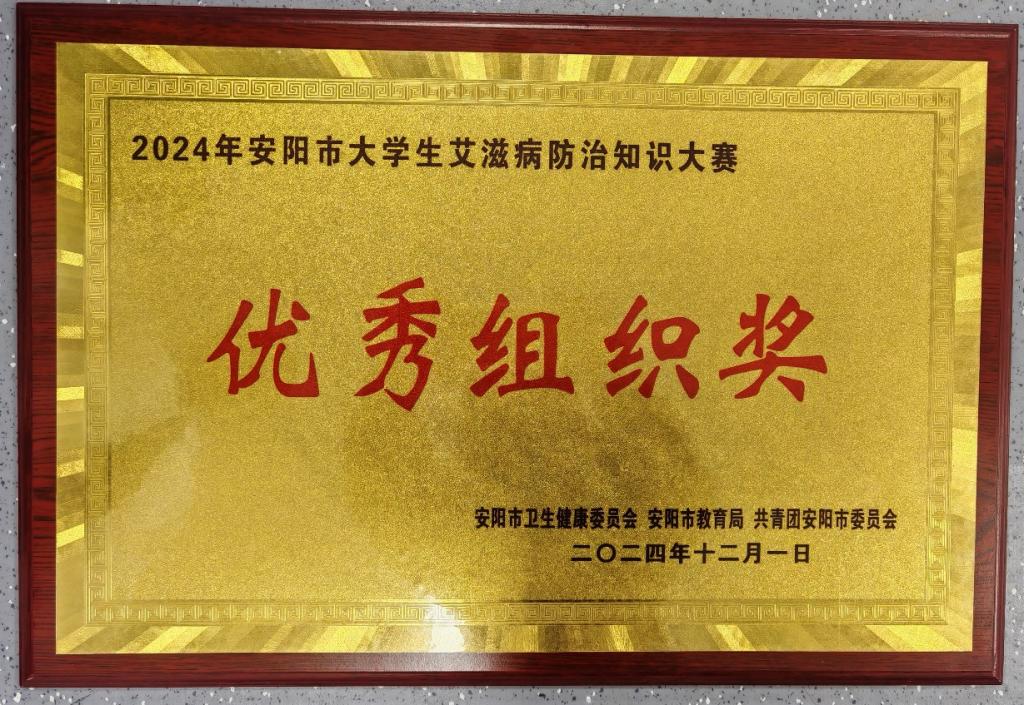 2024年安阳市大学生艾滋病防治知识大赛
优秀组织奖
安阳市卫生健康委员会 安阳市教育局 共青团安阳市委员会
二〇二四年十二月一日